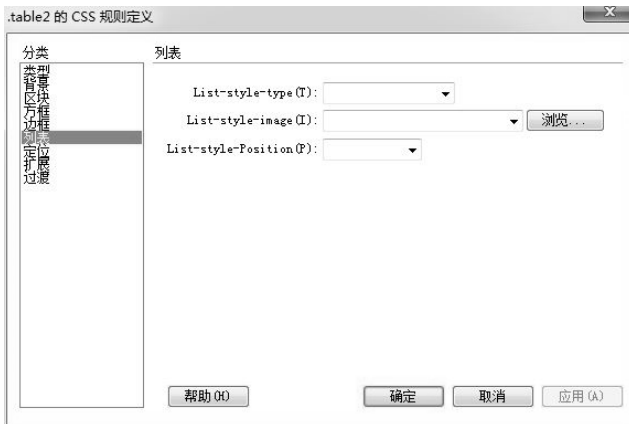 .table2 的 CSS 规则定义
分类
类型
背景
区块
方框
边框
列表
定位
扩展
过渡
列表
List-style-type(T):
List-style-image(I):
浏览...
List-style-Position(P):
帮助(H)
确定
取消
应用(A)